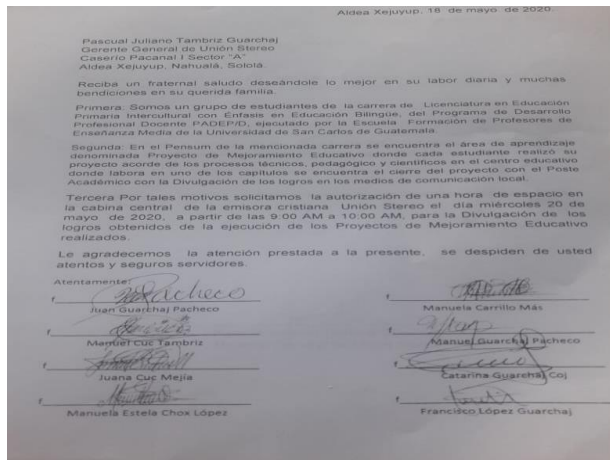 Aldea Xejuyup, 18 de mayo de 2020.
Pascual Juliano Tambriz Guarchaj
Gerente General de Unión Stereo
Caserío Pacanal I Sector "A"
Aldea Xejuyup, Nahualá, Sololá.
Reciba un fraternal saludo deseándole lo mejor en su labor diaria y muchas
bendiciones en su querida familia.
Primera: Somos un grupo de estudiantes de la carrera de Licenciatura en Educación
Primaria Intercultural con Énfasis en Educación Bilingüe, del Programa de Desarrollo
Profesional Docente PADEP/D, ejecutado por la Escuela Formación de Profesores de
Enseñanza Media de la Universidad de San Carlos de Guatemala.
Segunda: En el Pensum de la mencionada carrera se encuentra el área de aprendizaje
denominada Proyecto de Mejoramiento Educativo donde cada estudiante realizó su
proyecto acorde de los procesos técnicos, pedagógico y científicos en el centro educativo
donde labora en uno de los capítulos se encuentra el cierre del proyecto con el Poste
Académico con la Divulgación de los logros en los medios de comunicación local.
Tercera Por tales motivos solicitamos la autorización de una hora de espacio en
la cabina central de la emisora cristiana Unión Stereo el día miércoles 20 de
mayo de 2020, a partir de las 9:00 AM a 10:00 AM, para la Divulgación de los
logros obtenidos de la ejecución de los Proyectos de Mejoramiento Educativo
realizados.
Le agradecemos la atención prestada a la presente, se despiden de usted
atentos y seguros servidores.
Atentamente:
f Pacheco
Juan Guarchaj Pacheco
f
Manuela Carrillo Más
f
Manuel Cuc Tambriz
f
Manuel Guarchaj Pacheco
f
Juana Cuc Mejía
f
Catarina Guarchaj Coj
f
Manuela Estela Chox López
f
Francisco López Guarchaj